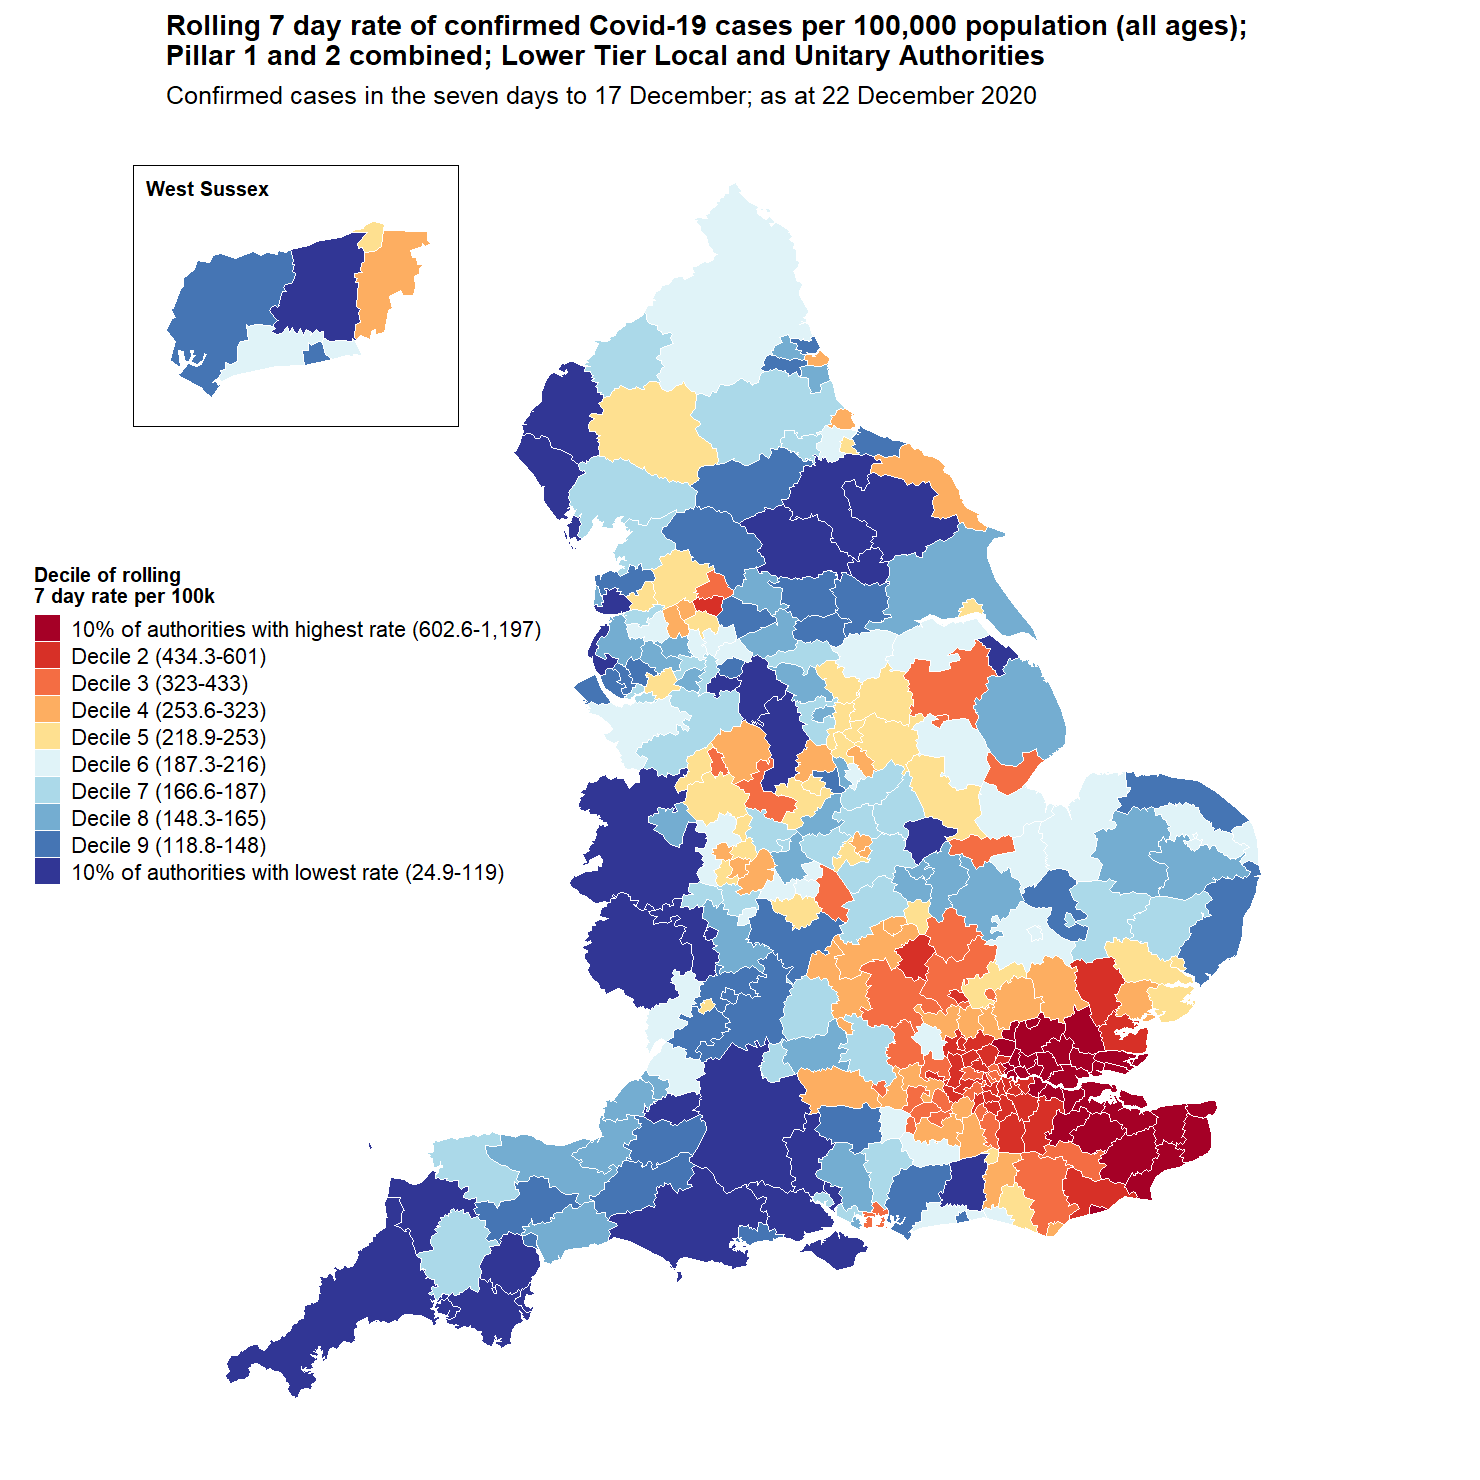 Rolling 7 day rate of confirmed Covid-19 cases per 100,000 population (all ages);
Pillar 1 and 2 combined; Lower Tier Local and Unitary Authorities
Confirmed cases in the seven days to 17 December; as at 22 December 2020
West Sussex
Decile of rolling
7 day rate per 100k
10% of authorities with highest rate (602.6-1,197)
Decile 2 (434.3-601)
Decile 3 (323-433)
Decile 4 (253.6-323)
Decile 5 (218.9-253)
Decile 6 (187.3-216)
Decile 7 (166.6-187)
Decile 8 (148.3-165)
Decile 9 (118.8-148)
10% of authorities with lowest rate (24.9-119)